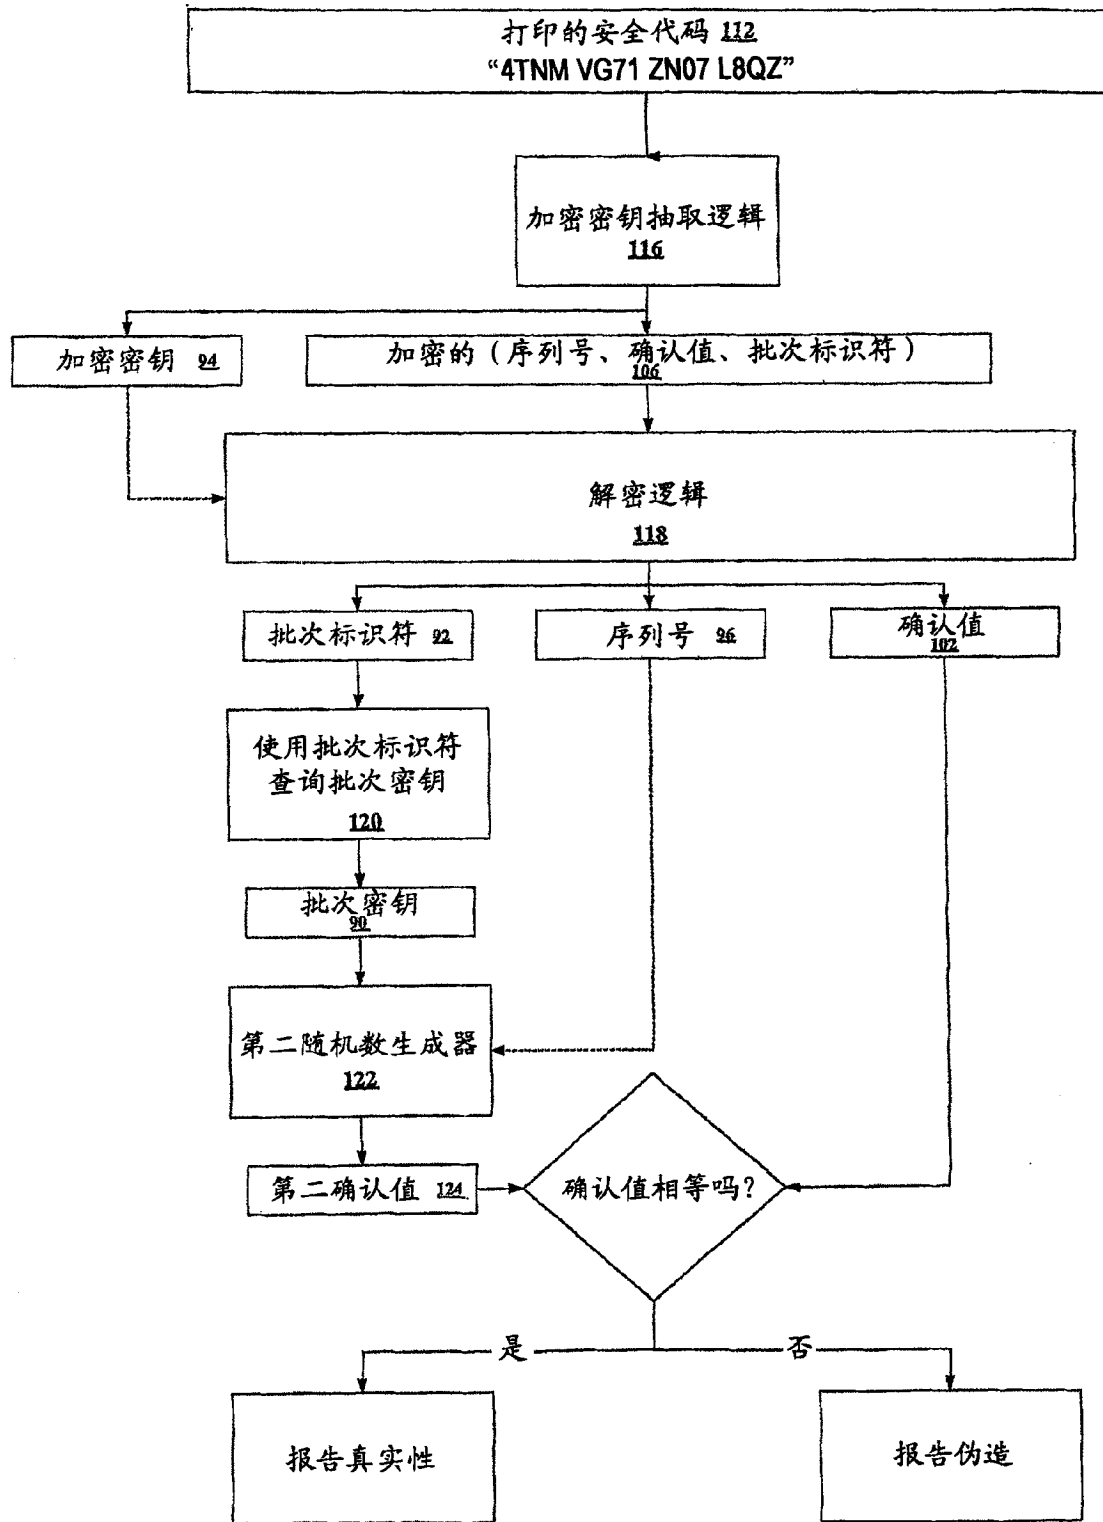 打印的安全代码 112
“4TNM VG71 ZN07 L8QZ”
加密密钥抽取逻辑
116
加密密钥 94
加密的（序列号、确认值、批次标识符）
106
解密逻辑
118
批次标识符 92
序列号 96
确认值
102
使用批次标识符
查询批次密钥
120
批次密钥
90
第二随机数生成器
122
第二确认值 124
确认值相等吗?
是
否
报告真实性
报告伪造